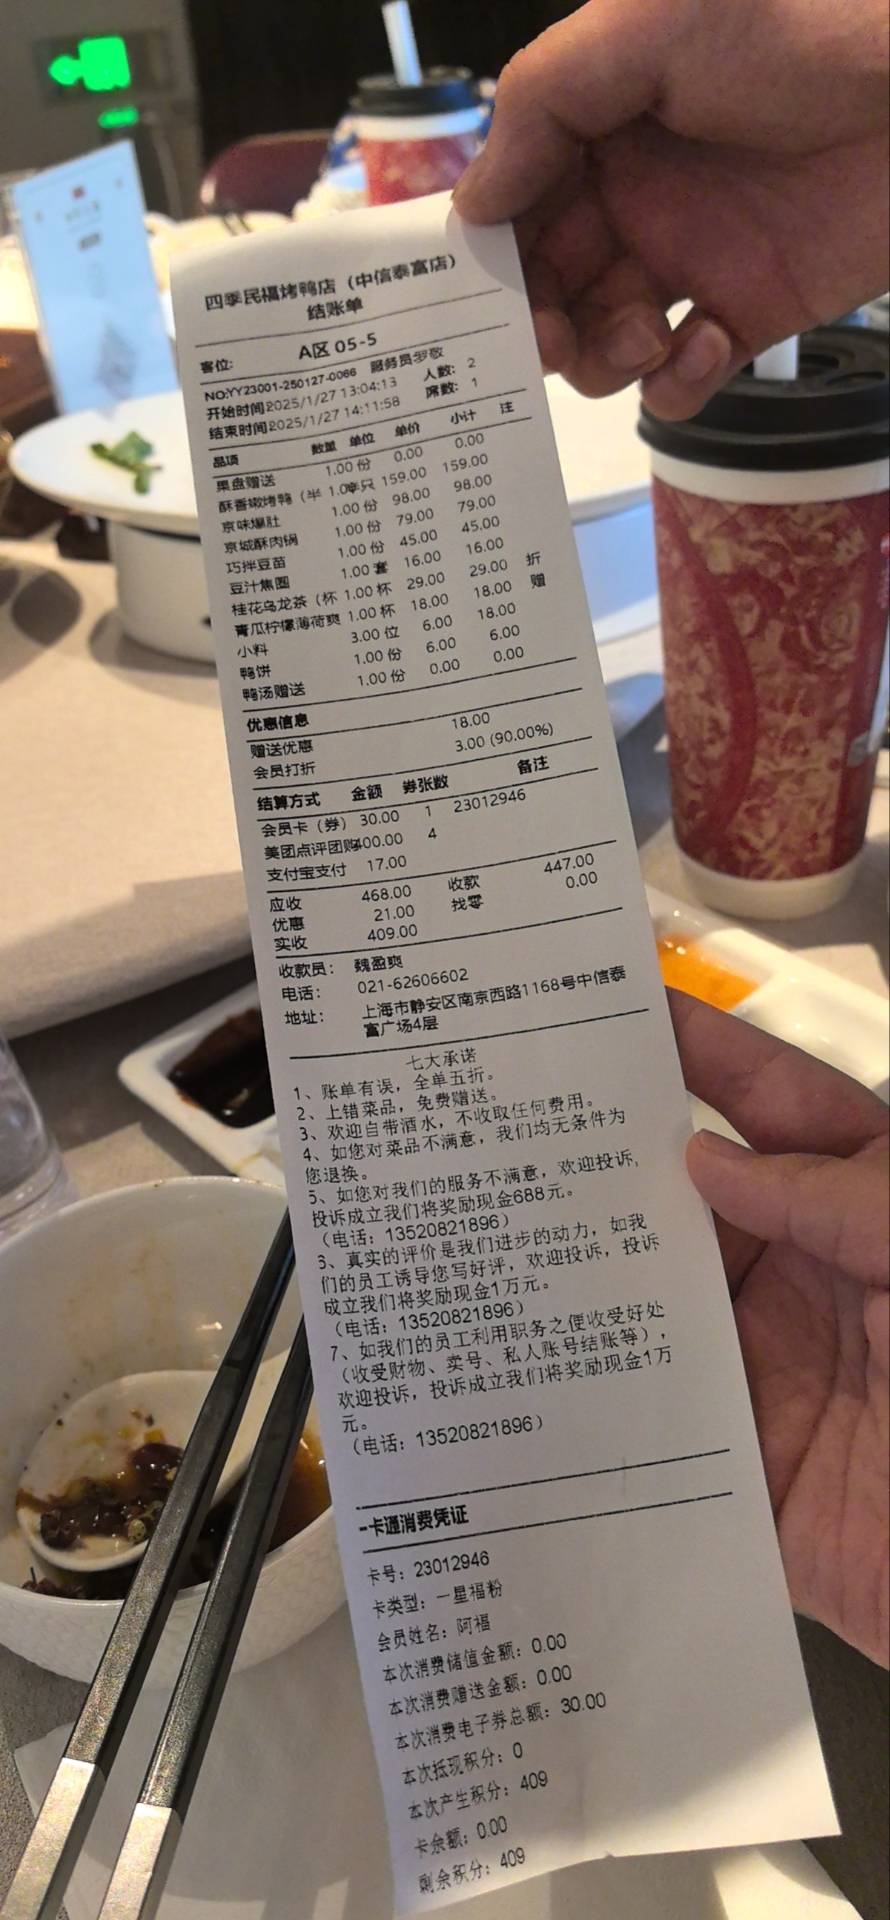 四季民福烤鸭店（中信泰富店）
结账单
客位： A区 05-5
NO:YY23001-250127-0066 服务员:罗敬
开始时间:2025/1/27 13:04:13 人数： 2
结束时间:2025/1/27 14:11:58 席数： 1
品项 数量 单位 单价 小计 注
果盘赠送 1.00 份 0.00 0.00
酥香嫩烤鸭（半 1.00 半只 159.00 159.00
京味爆肚 1.00 份 98.00 98.00
京城酥肉锅 1.00 份 79.00 79.00
巧拌豆苗 1.00 份 45.00 45.00
豆汁焦圈 1.00 套 16.00 16.00
桂花乌龙茶（杯 1.00 杯 29.00 29.00 折
青瓜柠檬薄荷爽 1.00 杯 18.00 18.00 赠
小料 3.00 位 6.00 18.00
鸭饼 1.00 份 6.00 6.00
鸭汤赠送 1.00 份 0.00 0.00
优惠信息
赠送优惠 18.00
会员打折 3.00 (90.00%)
结算方式 金额 券张数 备注
会员卡（券） 30.00 1 23012946
美团点评团购400.00 4
支付宝支付 17.00
应收 468.00 收款 447.00
优惠 21.00 找零 0.00
实收 409.00
收款员： 魏盈爽
电话： 021-62606602
地址： 上海市静安区南京西路1168号中信泰
富广场4层
七大承诺
1、账单有误，全单五折。
2、上错菜品，免费赠送。
3、欢迎自带酒水，不收取任何费用。
4、如您对菜品不满意，我们均无条件为
您退换。
5、如您对我们的服务不满意，欢迎投诉，
投诉成立我们将奖励现金688元。
（电话：13520821896）
6、真实的评价是我们进步的动力，如我
们的员工诱导您写好评，欢迎投诉，投诉
成立我们将奖励现金1万元。
（电话：13520821896）
7、如我们的员工利用职务之便收受好处
（收受财物、卖号、私人账号结账等），
欢迎投诉，投诉成立我们将奖励现金1万
元。
（电话：13520821896）
-卡通消费凭证
卡号：23012946
卡类型：一星福粉
会员姓名：阿福
本次消费储值金额：0.00
本次消费赠送金额：0.00
本次消费电子券总额：30.00
本次抵现积分：0
本次产生积分：409
卡余额：0.00
剩余积分：409